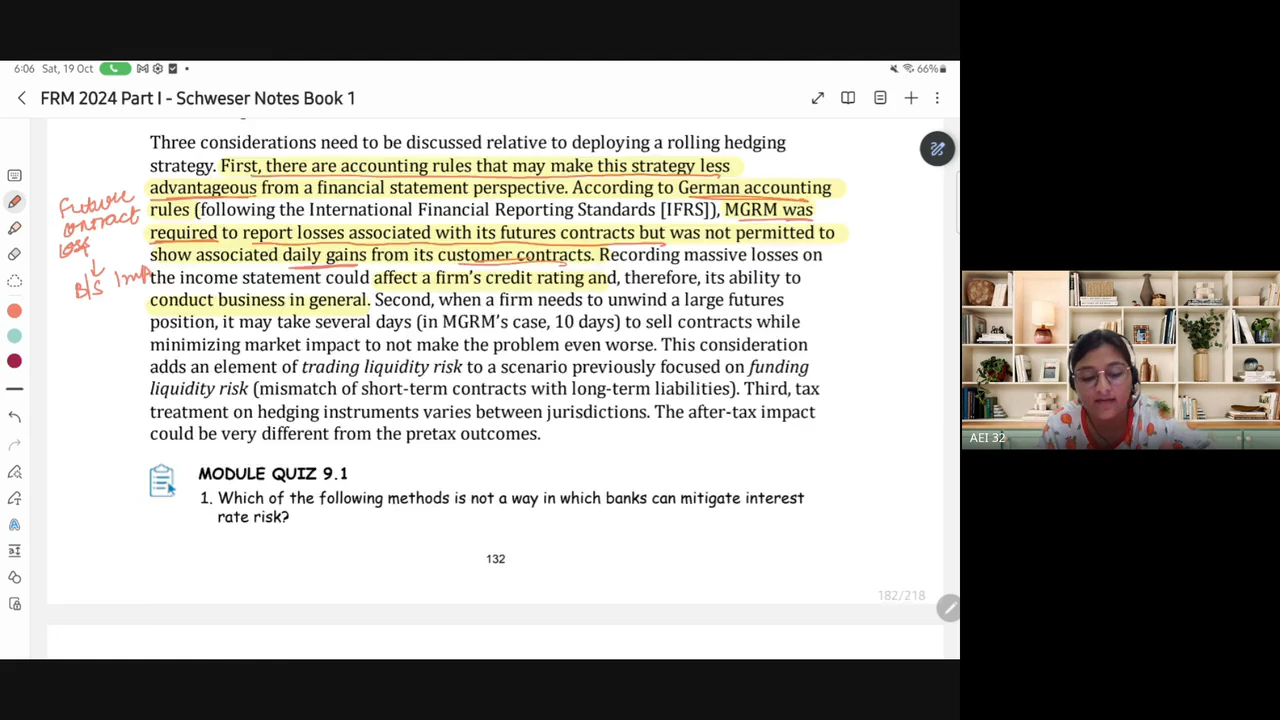 6:06 Sat, 19 Oct
66%
FRM 2024 Part I - Schweser Notes Book 1
Three considerations need to be discussed relative to deploying a rolling hedging
strategy. First, there are accounting rules that may make this strategy less
advantageous from a financial statement perspective. According to German accounting
rules (following the International Financial Reporting Standards [IFRS]), MGRM was
required to report losses associated with its futures contracts but was not permitted to
show associated daily gains from its customer contracts. Recording massive losses on
the income statement could affect a firm's credit rating and, therefore, its ability to
conduct business in general. Second, when a firm needs to unwind a large futures
position, it may take several days (in MGRM's case, 10 days) to sell contracts while
minimizing market impact to not make the problem even worse. This consideration
adds an element of trading liquidity risk to a scenario previously focused on funding
liquidity risk (mismatch of short-term contracts with long-term liabilities). Third, tax
treatment on hedging instruments varies between jurisdictions. The after-tax impact
could be very different from the pretax outcomes.
Future
contract
loss
↓
B/S Imp
MODULE QUIZ 9.1
1. Which of the following methods is not a way in which banks can mitigate interest
rate risk?
132
182/218
AEI 32